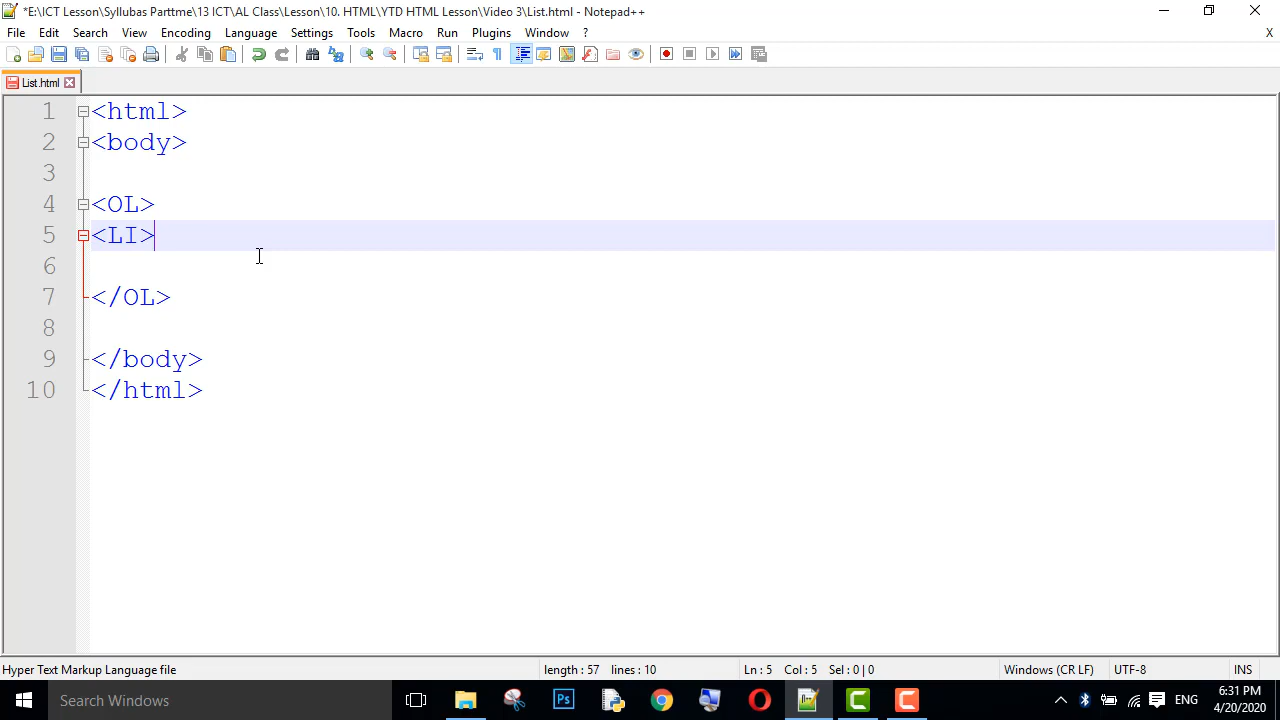 *E:\ICT Lesson\Syllubas Parttme\13 ICT\AL Class\Lesson\10. HTML\YTD HTML Lesson\Video 3\List.html - Notepad++
File Edit Search View Encoding Language Settings Tools Macro Run Plugins Window ? X
List.html
1 <html>
2 <body>
3
4 <OL>
5 <LI>
6
7 </OL>
8
9 </body>
10 </html>
Hyper Text Markup Language file length : 57 lines : 10 Ln : 5 Col : 5 Sel : 0 | 0 Windows (CR LF) UTF-8 INS
Search Windows Ps ENG 6:31 PM
4/20/2020